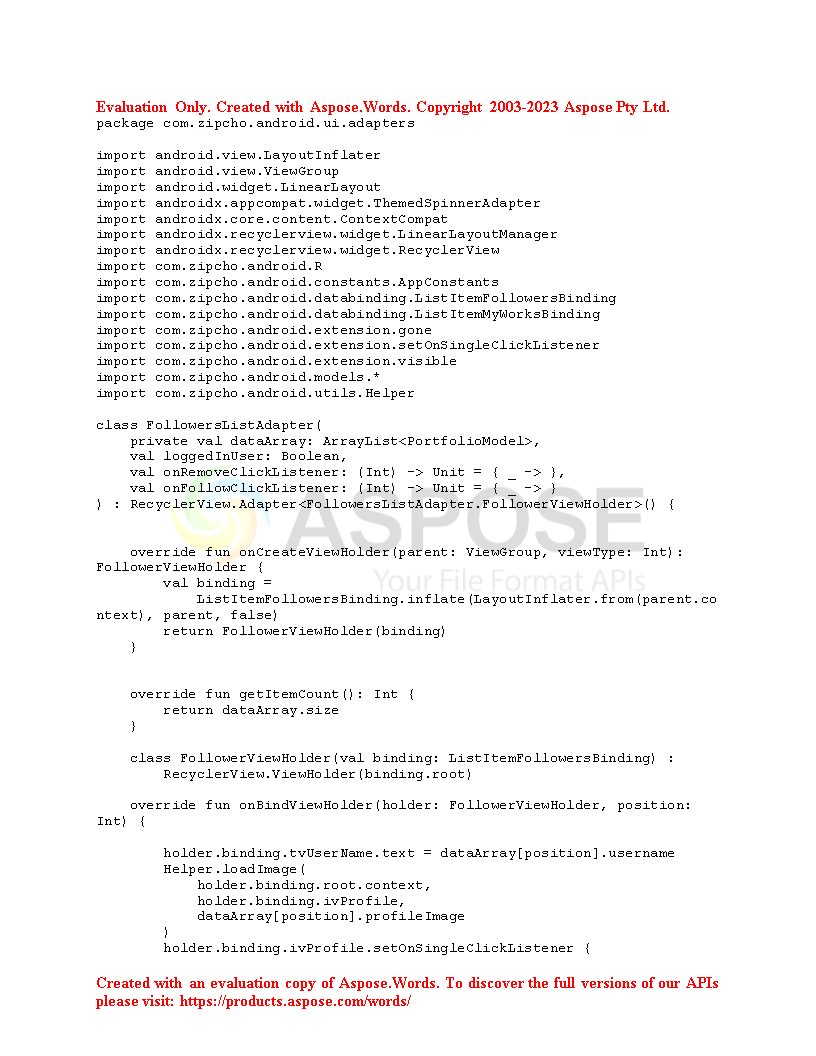 Evaluation Only. Created with Aspose.Words. Copyright 2003-2023 Aspose Pty Ltd.
package com.zipcho.android.ui.adapters

import android.view.LayoutInflater
import android.view.ViewGroup
import android.widget.LinearLayout
import androidx.appcompat.widget.ThemedSpinnerAdapter
import androidx.core.content.ContextCompat
import androidx.recyclerview.widget.LinearLayoutManager
import androidx.recyclerview.widget.RecyclerView
import com.zipcho.android.R
import com.zipcho.android.constants.AppConstants
import com.zipcho.android.databinding.ListItemFollowersBinding
import com.zipcho.android.databinding.ListItemMyWorksBinding
import com.zipcho.android.extension.gone
import com.zipcho.android.extension.setOnSingleClickListener
import com.zipcho.android.extension.visible
import com.zipcho.android.models.*
import com.zipcho.android.utils.Helper

class FollowersListAdapter(
    private val dataArray: ArrayList<PortfolioModel>,
    val loggedInUser: Boolean,
    val onRemoveClickListener: (Int) -> Unit = { _ -> },
    val onFollowClickListener: (Int) -> Unit = { _ -> }
) : RecyclerView.Adapter<FollowersListAdapter.FollowerViewHolder>() {
ASPOSE
Your File Format APIs

    override fun onCreateViewHolder(parent: ViewGroup, viewType: Int):
FollowerViewHolder {
        val binding =
            ListItemFollowersBinding.inflate(LayoutInflater.from(parent.co
ntext), parent, false)
        return FollowerViewHolder(binding)
    }

    override fun getItemCount(): Int {
        return dataArray.size
    }

    class FollowerViewHolder(val binding: ListItemFollowersBinding) :
        RecyclerView.ViewHolder(binding.root)

    override fun onBindViewHolder(holder: FollowerViewHolder, position:
Int) {

        holder.binding.tvUserName.text = dataArray[position].username
        Helper.loadImage(
            holder.binding.root.context,
            holder.binding.ivProfile,
            dataArray[position].profileImage
        )
        holder.binding.ivProfile.setOnSingleClickListener {

Created with an evaluation copy of Aspose.Words. To discover the full versions of our APIs
please visit: https://products.aspose.com/words/